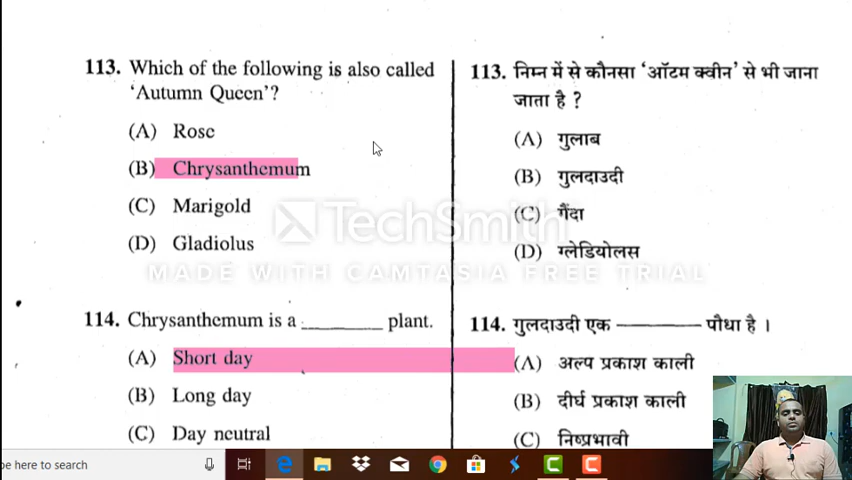 113. Which of the following is also called
'Autumn Queen'?
(A) Rose
(B) Chrysanthemum
(C) Marigold
(D) Gladiolus
114. Chrysanthemum is a ________ plant.
(A) Short day
(B) Long day
(C) Day neutral
113. निम्न में से कौनसा 'ऑटम क्वीन' से भी जाना
जाता है ?
(A) गुलाब
(B) गुलदाउदी
(C) गैंदा
(D) ग्लेडियोलस
114. गुलदाउदी एक ________ पौधा है ।
(A) अल्प प्रकाश काली
(B) दीर्घ प्रकाश काली
(C) निष्प्रभावी
TechSmith
MADE WITH CAMTASIA FREE TRIAL
pe here to search